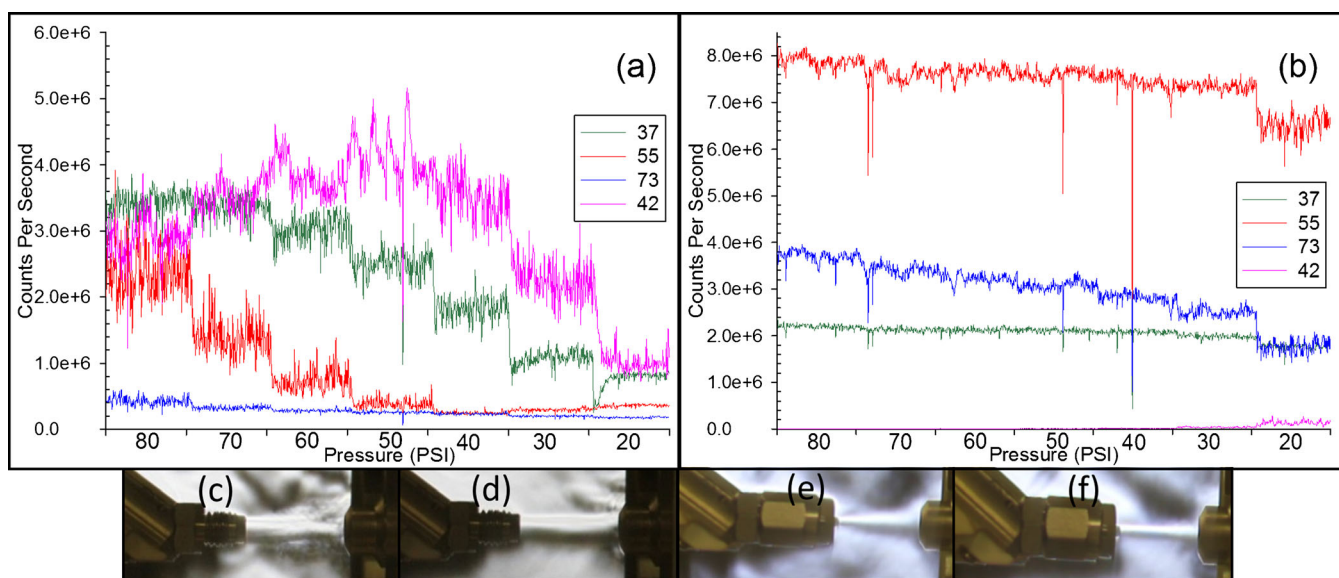 6.0e+6
5.0e+6
4.0e+6
3.0e+6
2.0e+6
1.0e+6
0.0
Counts Per Second
(a)
37
55
73
42
80 70 60 50 40 30 20
Pressure (PSI)
8.0e+6
7.0e+6
6.0e+6
5.0e+6
4.0e+6
3.0e+6
2.0e+6
1.0e+6
0.0
Counts Per Second
(b)
37
55
73
42
80 70 60 50 40 30 20
Pressure (PSI)
(c) (d) (e) (f)